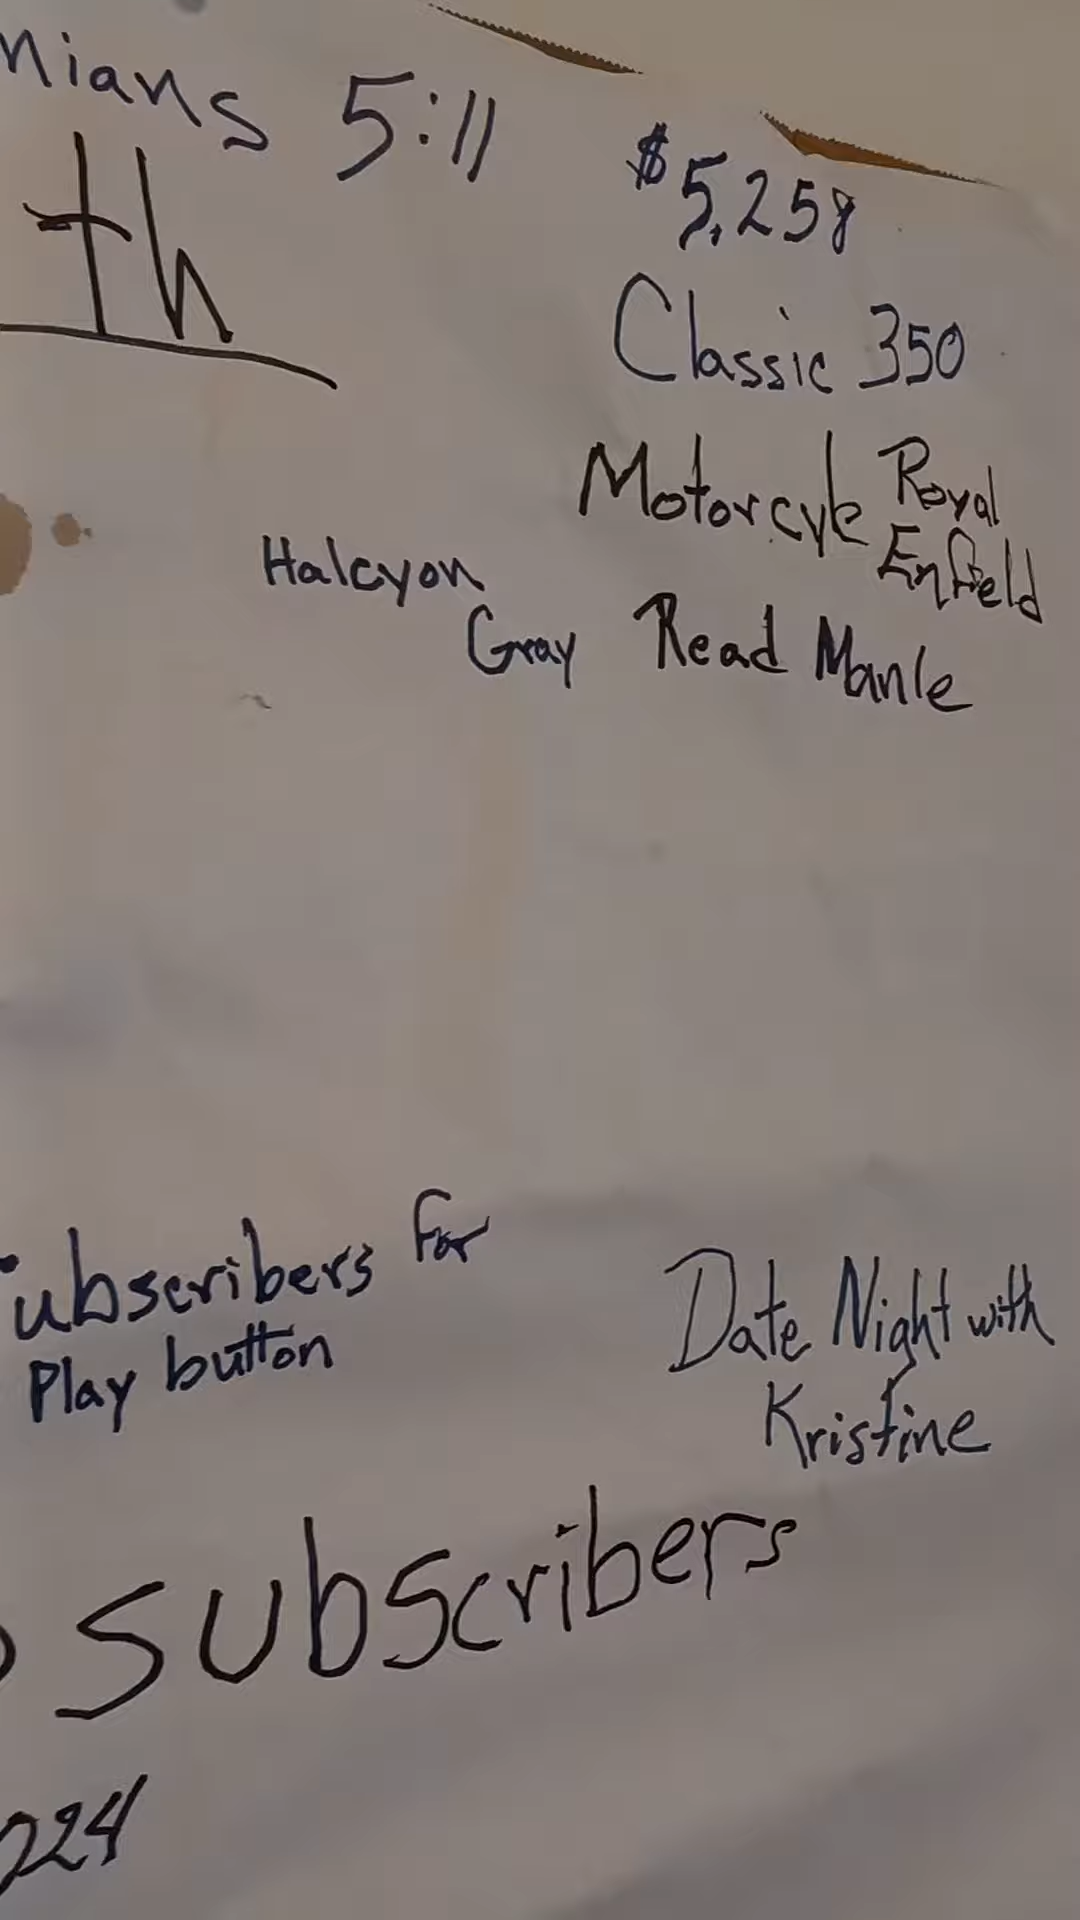 nians 5:11
th
$5,258
Classic 350
Motorcyle Royal
Enfield
Halcyon
Gray Read Manle
ubscribers for
Play button
Date Night with
Kristine
subscribers
024